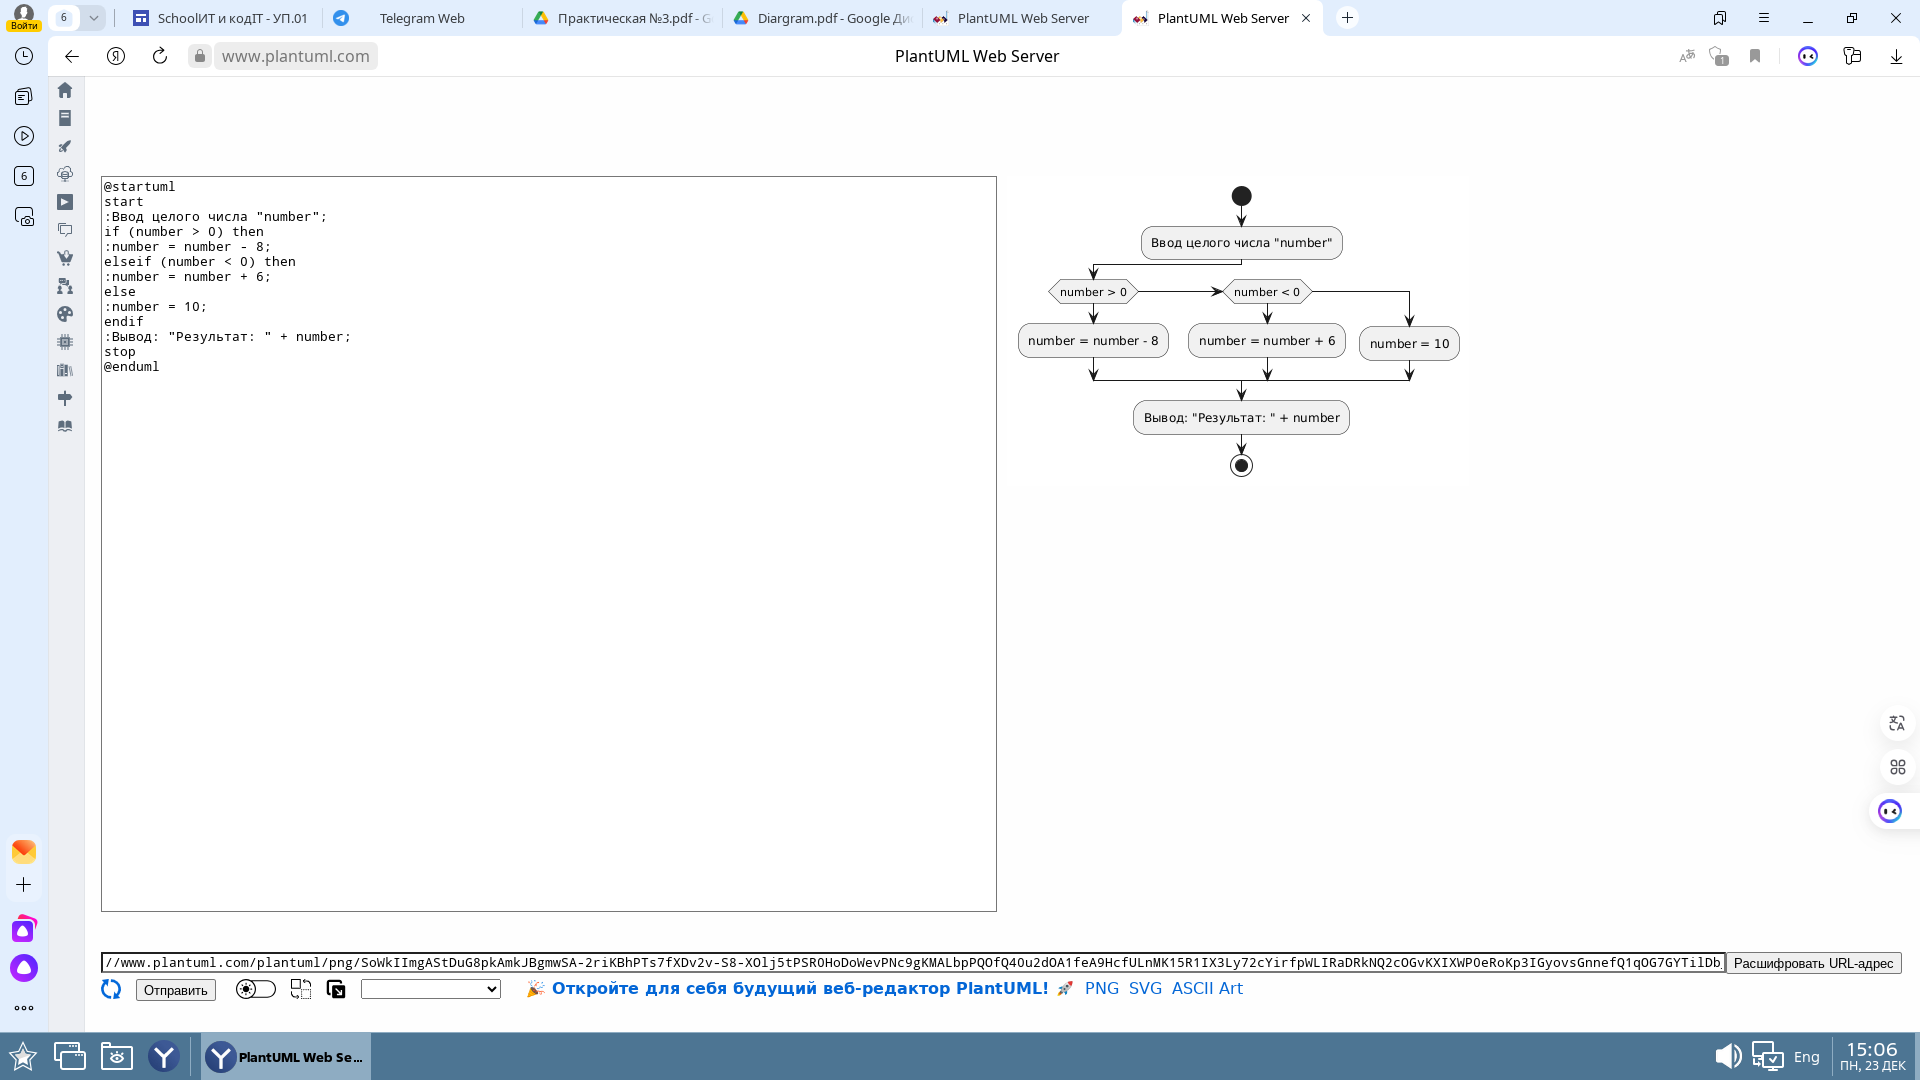 Войти
6
SchoolИТ и кодIT - УП.01
Telegram Web
Практическая №3.pdf - G
Diargram.pdf - Google Ди
PlantUML Web Server
PlantUML Web Server
www.plantuml.com
PlantUML Web Server
1
6
@startuml
start
:Ввод целого числа "number";
if (number > 0) then
:number = number - 8;
elseif (number < 0) then
:number = number + 6;
else
:number = 10;
endif
:Вывод: "Результат: " + number;
stop
@enduml
Ввод целого числа "number"
number > 0
number < 0
number = number - 8
number = number + 6
number = 10
Вывод: "Результат: " + number
//www.plantuml.com/plantuml/png/SoWkIImgAStDuG8pkAmkJBgmwSA-2riKBhPTs7fXDv2v-S8-XOlj5tPSR0HoDoWevPNc9gKMALbpPQOfQ4Ou2dOA1feA9HcfULnMK15R1IX3Ly72cYirfpWLIRaDRkNQ2cOGvKXIXWP0eRoKp3IGyovsGnnefQ1qOG7GYTilDb
Расшифровать URL-адрес
Отправить
🎉 Откройте для себя будущий веб-редактор PlantUML! 🚀 PNG SVG ASCII Art
PlantUML Web Se...
Eng
15:06
ПН, 23 ДЕК